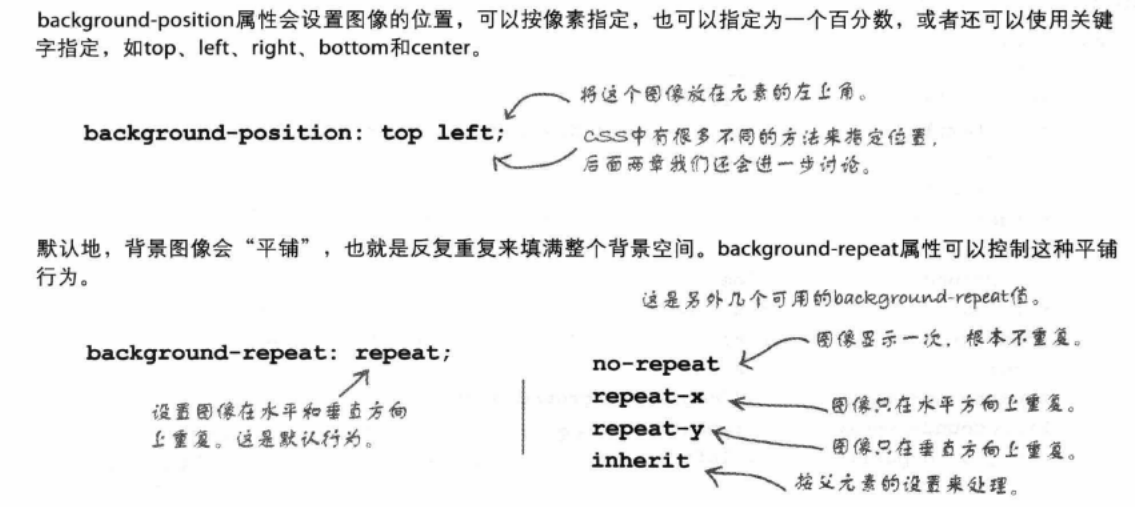 background-position属性会设置图像的位置，可以按像素指定，也可以指定为一个百分数，或者还可以使用关键
字指定，如top、left、right、bottom和center。
将这个图像放在元素的左上角。
background-position: top left;
CSS中有很多不同的方法来指定位置，
后面两章我们还会进一步讨论。
默认地，背景图像会“平铺”，也就是反复重复来填满整个背景空间。background-repeat属性可以控制这种平铺
行为。
这是另外几个可用的background-repeat值。
background-repeat: repeat;
设置图像在水平和垂直方向
上重复。这是默认行为。
no-repeat
图像显示一次，根本不重复。
repeat-x
图像只在水平方向上重复。
repeat-y
图像只在垂直方向上重复。
inherit
按父元素的设置来处理。